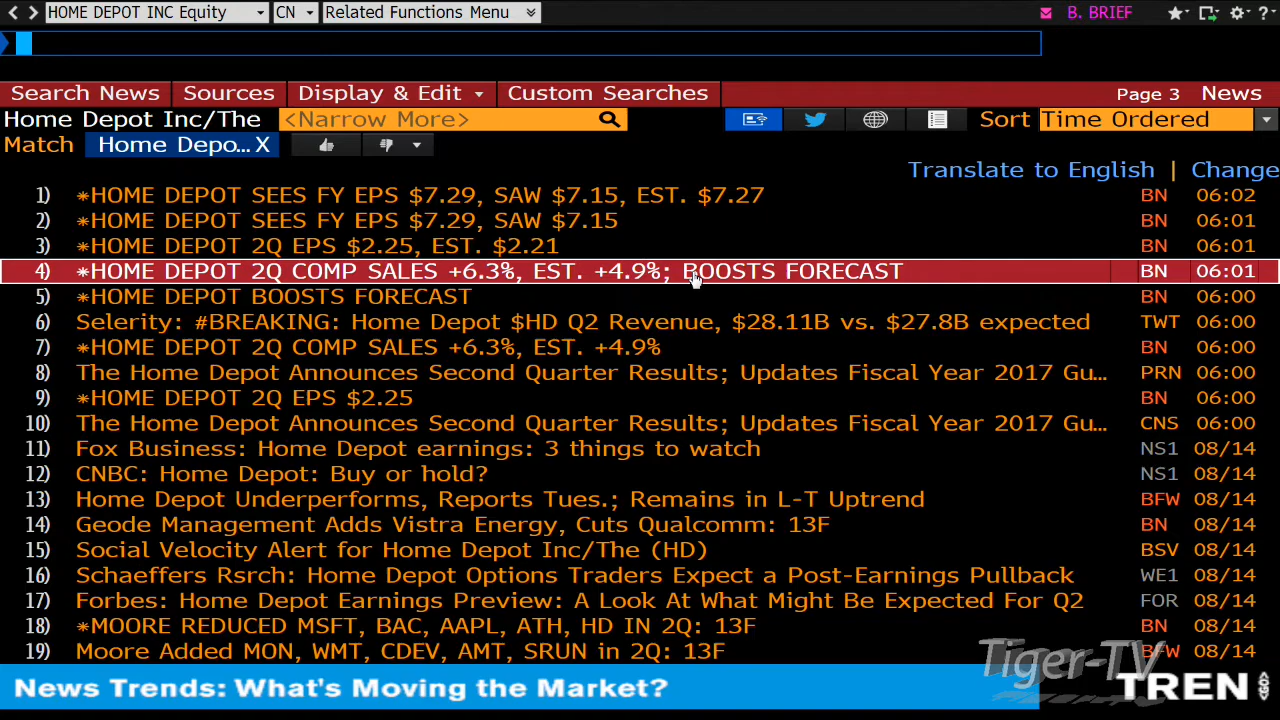 HOME DEPOT INC Equity CN Related Functions Menu B. BRIEF
Search News Sources Display & Edit Custom Searches Page 3 News
Home Depot Inc/The <Narrow More> Sort Time Ordered
Match Home Depo... X
Translate to English | Change
1) *HOME DEPOT SEES FY EPS $7.29, SAW $7.15, EST. $7.27 BN 06:02
2) *HOME DEPOT SEES FY EPS $7.29, SAW $7.15 BN 06:01
3) *HOME DEPOT 2Q EPS $2.25, EST. $2.21 BN 06:01
4) *HOME DEPOT 2Q COMP SALES +6.3%, EST. +4.9%; BOOSTS FORECAST BN 06:01
5) *HOME DEPOT BOOSTS FORECAST BN 06:00
6) Selerity: #BREAKING: Home Depot $HD Q2 Revenue, $28.11B vs. $27.8B expected TWT 06:00
7) *HOME DEPOT 2Q COMP SALES +6.3%, EST. +4.9% BN 06:00
8) The Home Depot Announces Second Quarter Results; Updates Fiscal Year 2017 Gu... PRN 06:00
9) *HOME DEPOT 2Q EPS $2.25 BN 06:00
10) The Home Depot Announces Second Quarter Results; Updates Fiscal Year 2017 Gu... CNS 06:00
11) Fox Business: Home Depot earnings: 3 things to watch NS1 08/14
12) CNBC: Home Depot: Buy or hold? NS1 08/14
13) Home Depot Underperforms, Reports Tues.; Remains in L-T Uptrend BFW 08/14
14) Geode Management Adds Vistra Energy, Cuts Qualcomm: 13F BN 08/14
15) Social Velocity Alert for Home Depot Inc/The (HD) BSV 08/14
16) Schaeffers Rsrch: Home Depot Options Traders Expect a Post-Earnings Pullback WE1 08/14
17) Forbes: Home Depot Earnings Preview: A Look At What Might Be Expected For Q2 FOR 08/14
18) *MOORE REDUCED MSFT, BAC, AAPL, ATH, HD IN 2Q: 13F BN 08/14
19) Moore Added MON, WMT, CDEV, AMT, SRUN in 2Q: 13F BFW 08/14
Tiger-TV
News Trends: What's Moving the Market? TREN GO